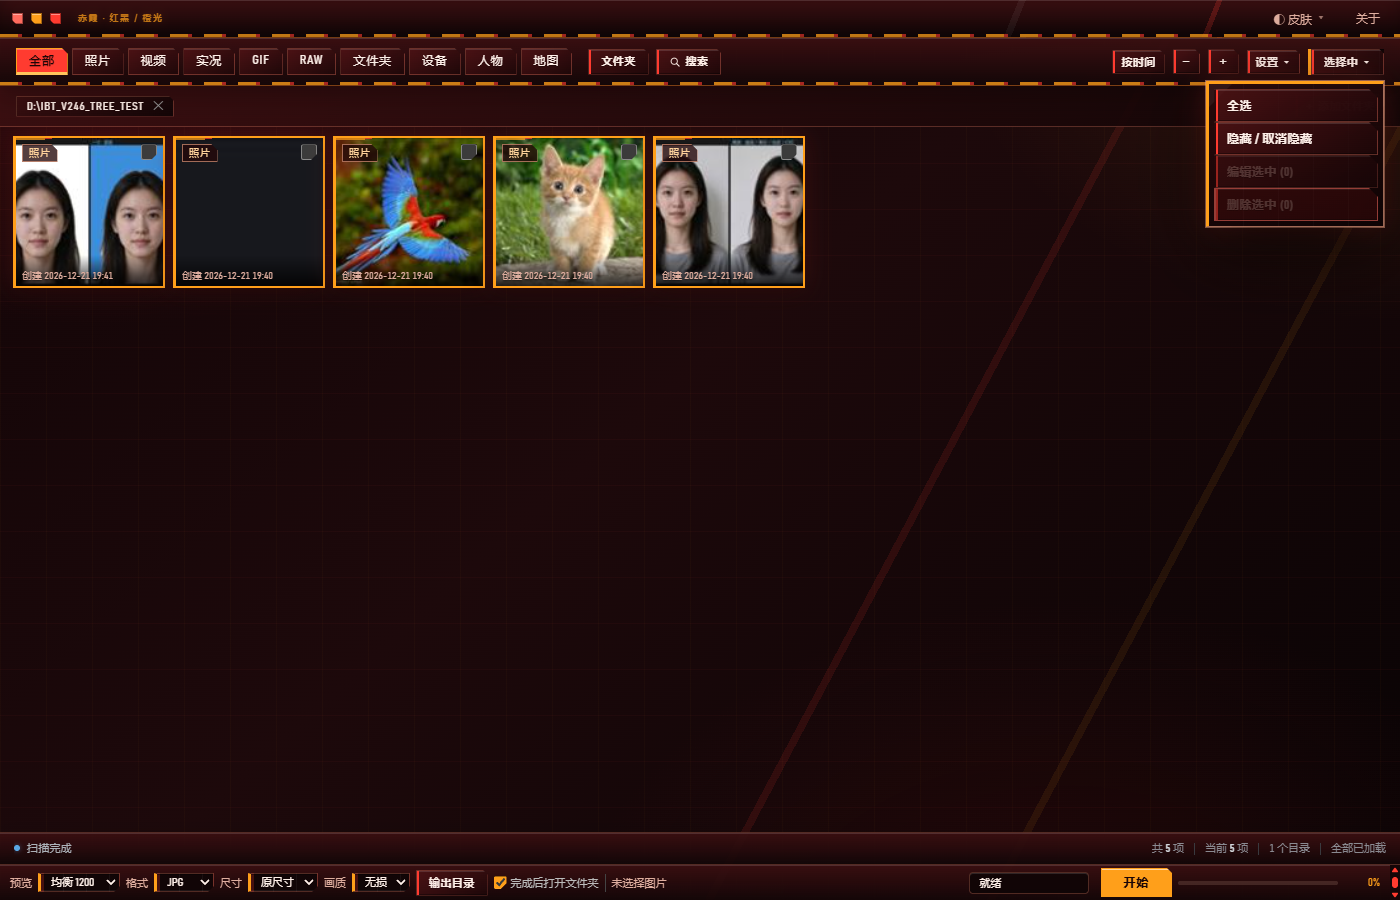 赤霞 · 红黑 / 橙光
皮肤
关于
全部
照片
视频
实况
GIF
RAW
文件夹
设备
人物
地图
文件夹
搜索
按时间
−
+
设置
选择中
D:\IBT_V246_TREE_TEST
全选
隐藏 / 取消隐藏
编辑选中 (0)
删除选中 (0)
照片
照片
照片
照片
照片
创建 2026-12-21 19:41
创建 2026-12-21 19:40
创建 2026-12-21 19:40
创建 2026-12-21 19:40
创建 2026-12-21 19:40
扫描完成
共 5 项
当前 5 项
1 个目录
全部已加载
预览
均衡 1200
格式
JPG
尺寸
原尺寸
画质
无损
输出目录
完成后打开文件夹
未选择图片
就绪
开始
0%